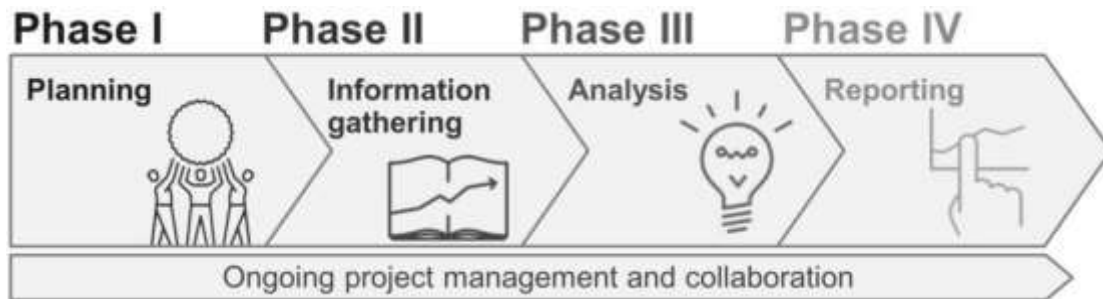 Phase I Phase II Phase III Phase IV
Planning
Information
gathering
Analysis
Reporting
Ongoing project management and collaboration